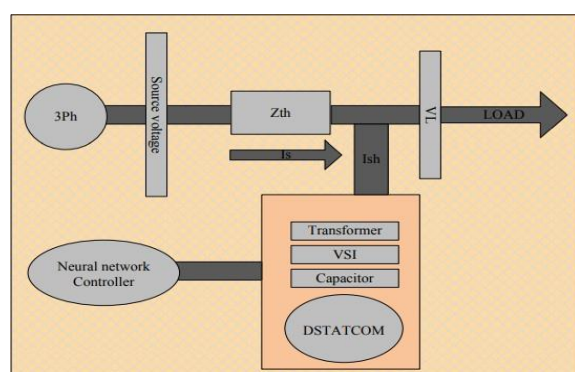 3Ph
Source voltage
Zth
VL
LOAD
Is
Ish
Transformer
VSI
Capacitor
Neural network
Controller
DSTATCOM